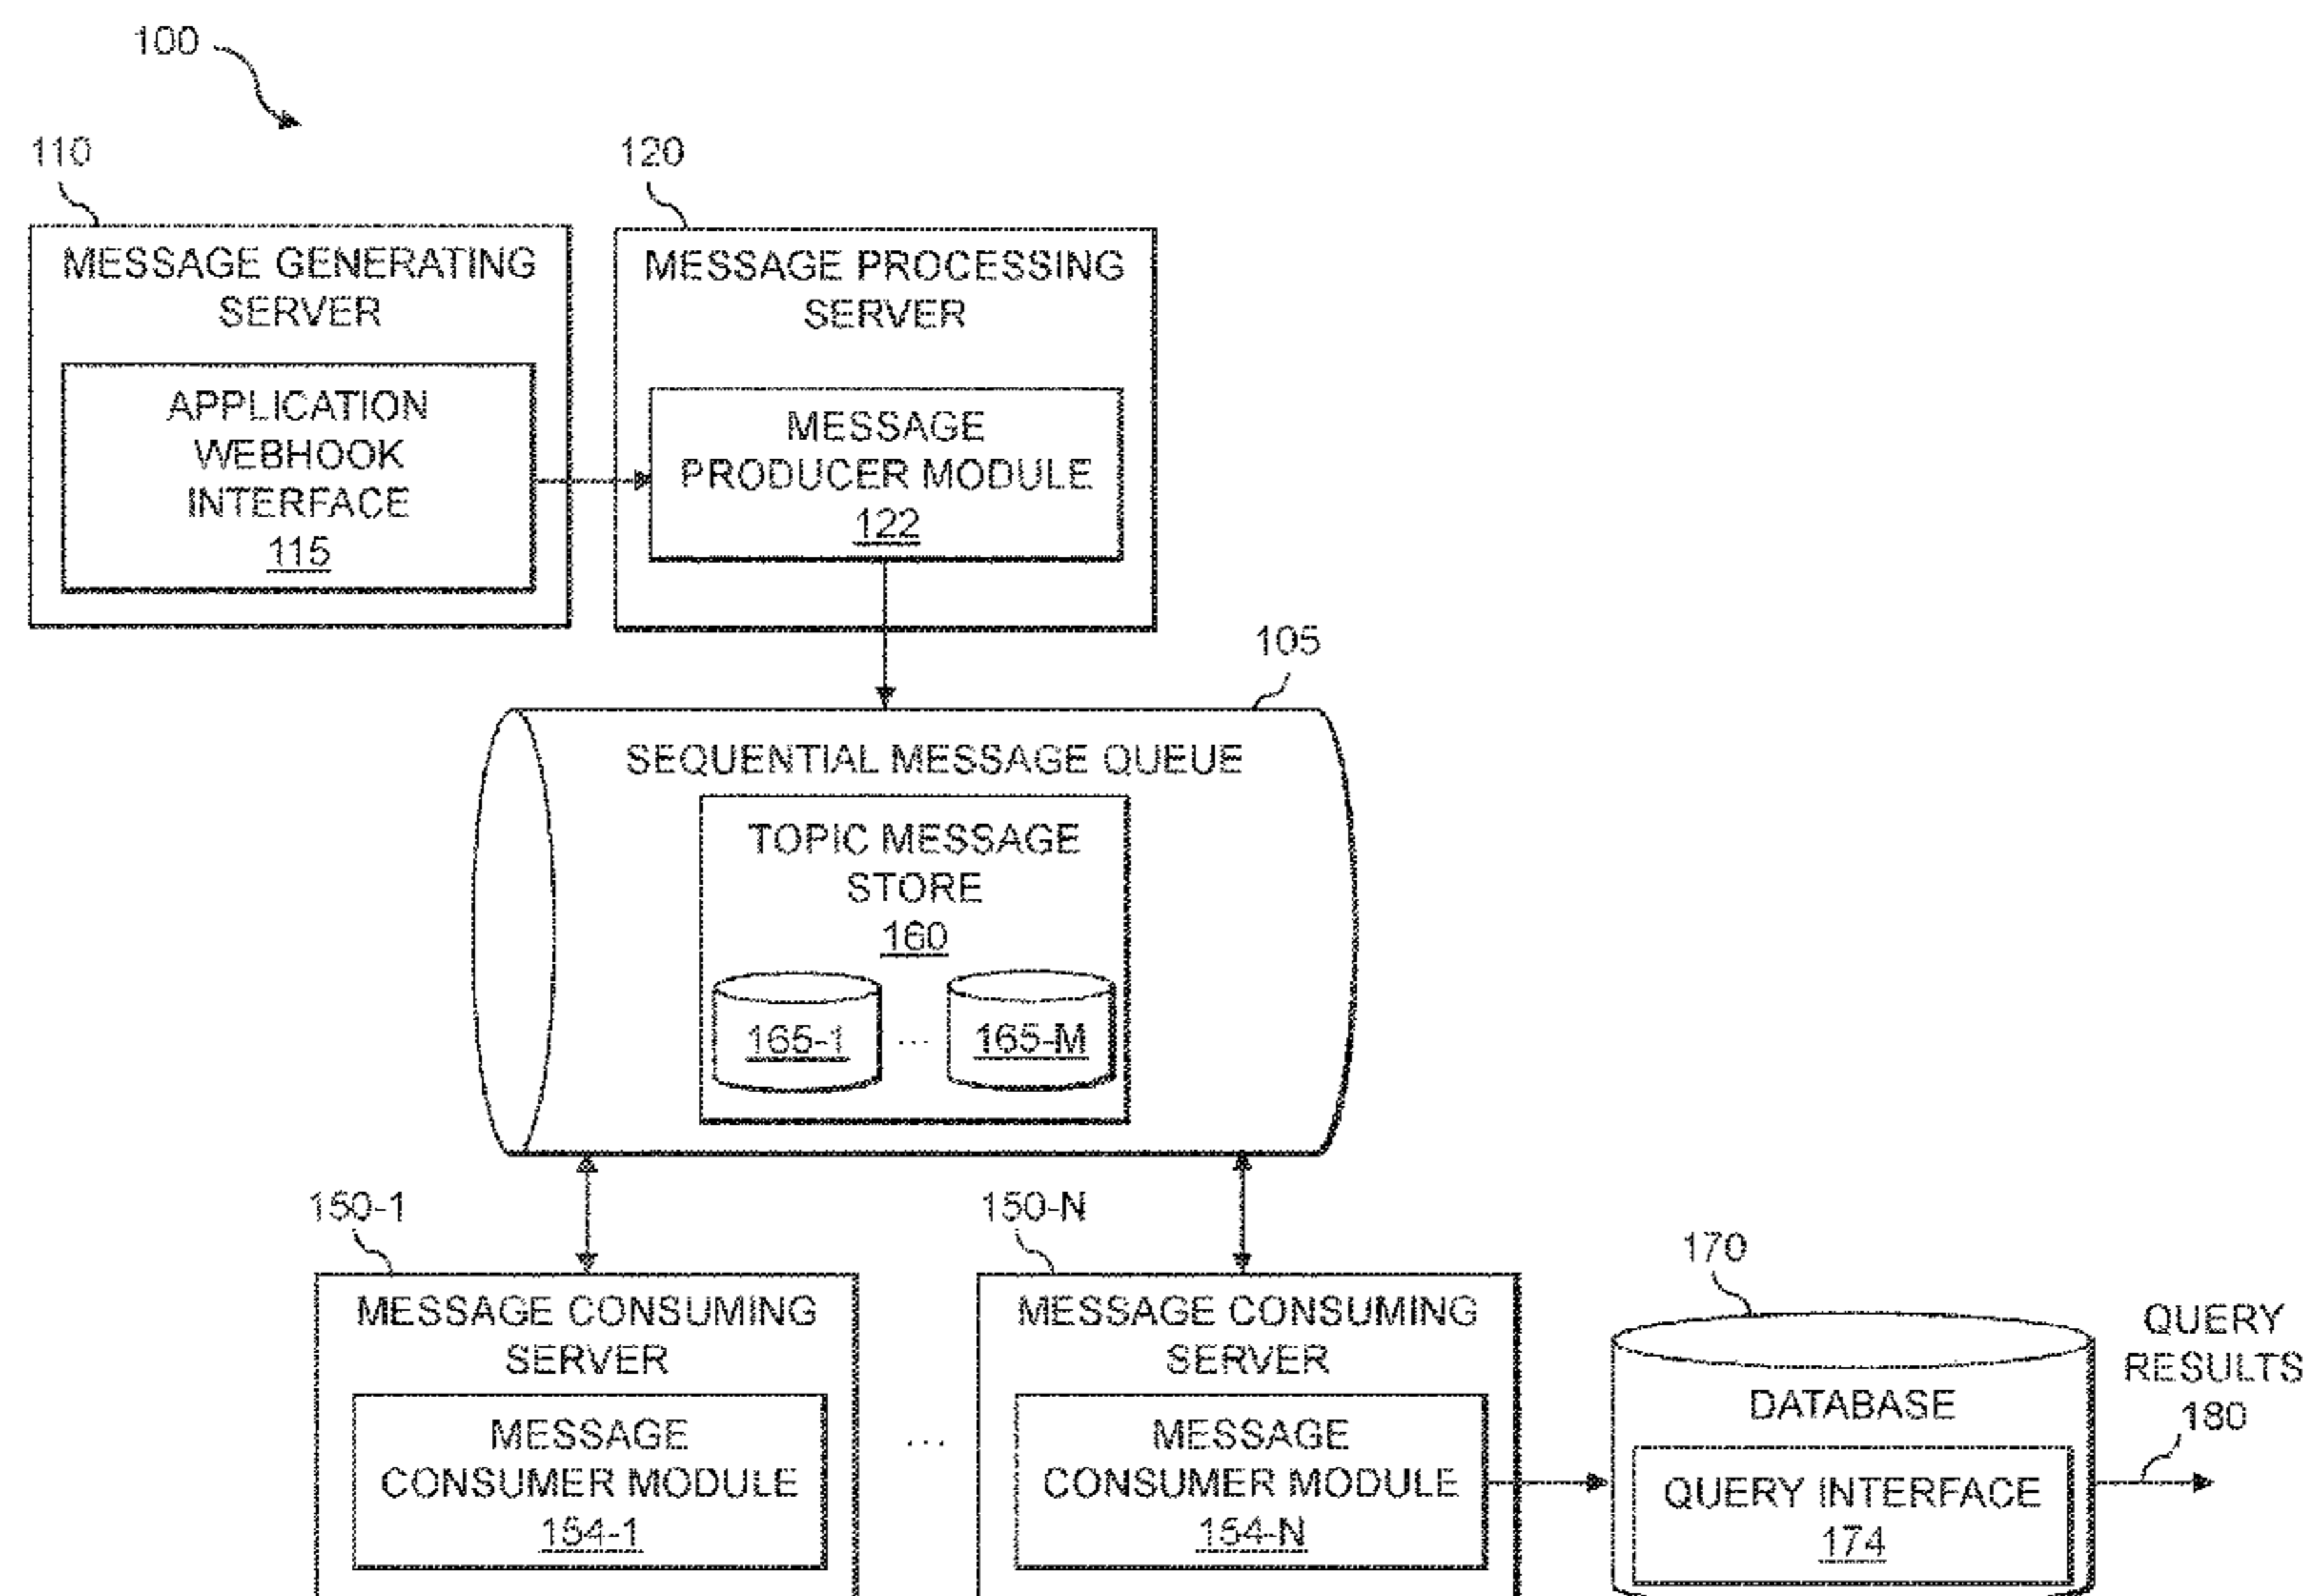 100
110
MESSAGE GENERATING
SERVER
APPLICATION
WEBHOOK
INTERFACE
115
120
MESSAGE PROCESSING
SERVER
MESSAGE
PRODUCER MODULE
122
105
SEQUENTIAL MESSAGE QUEUE
TOPIC MESSAGE
STORE
160
165-1
...
165-M
150-1
MESSAGE CONSUMING
SERVER
MESSAGE
CONSUMER MODULE
154-1
...
150-N
MESSAGE CONSUMING
SERVER
MESSAGE
CONSUMER MODULE
154-N
170
DATABASE
QUERY INTERFACE
174
QUERY
RESULTS
180